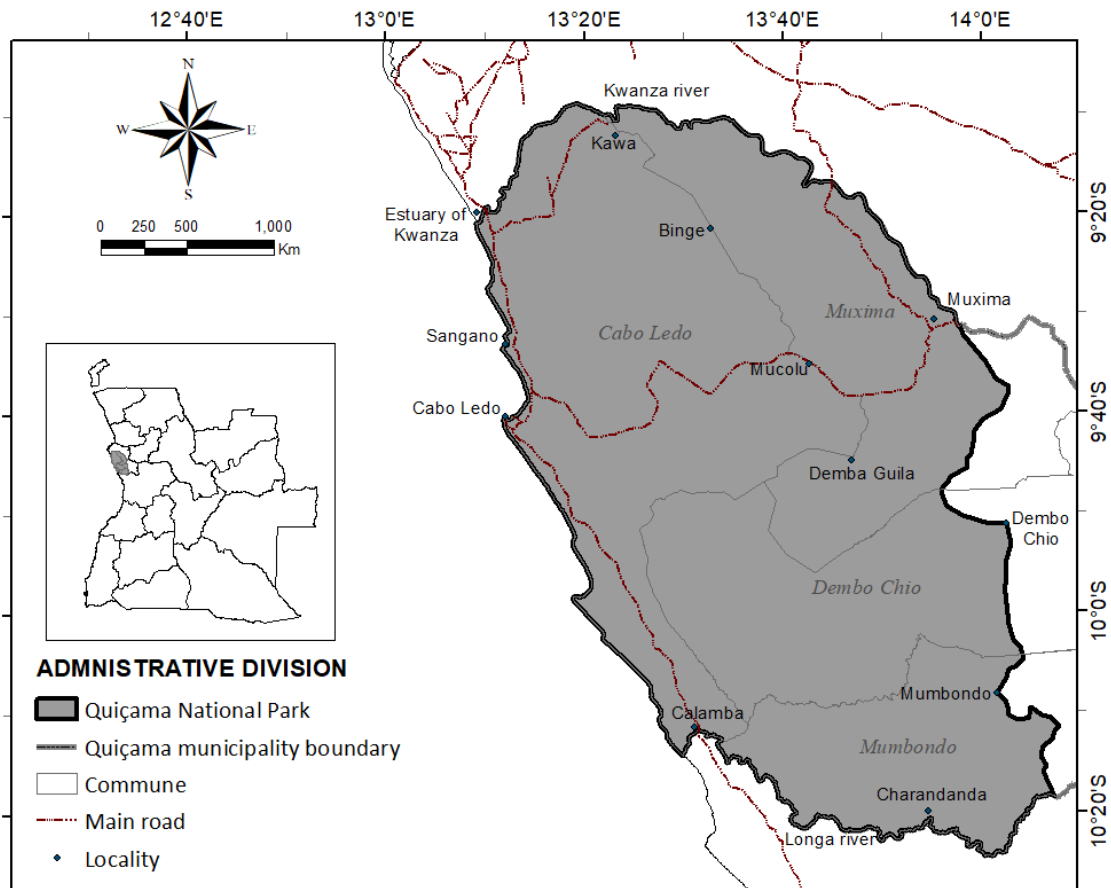 12°40'E 13°0'E 13°20'E 13°40'E 14°0'E
N
W E
S
0 250 500 1,000
Km
Kwanza river
Kawa
Estuary of
Kwanza
Binge
9°20'S
Muxima
Muxima
Cabo Ledo
Sangano
Mucolu
Cabo Ledo
9°40'S
Demba Guila
Dembo
Chio
Dembo Chio
10°0'S
Mumbondo
Calamba
Mumbondo
Charandanda
10°20'S
Longa river
ADMNISTRATIVE DIVISION
Quiçama National Park
Quiçama municipality boundary
Commune
Main road
Locality